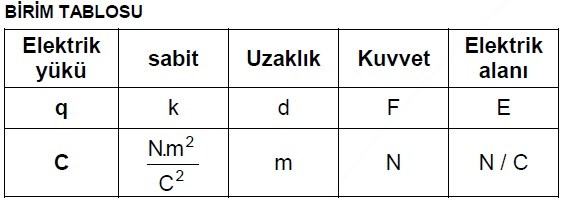 BİRİM TABLOSU
Elektrik yükü | sabit | Uzaklık | Kuvvet | Elektrik alanı
q | k | d | F | E
C | N.m² / C² | m | N | N / C